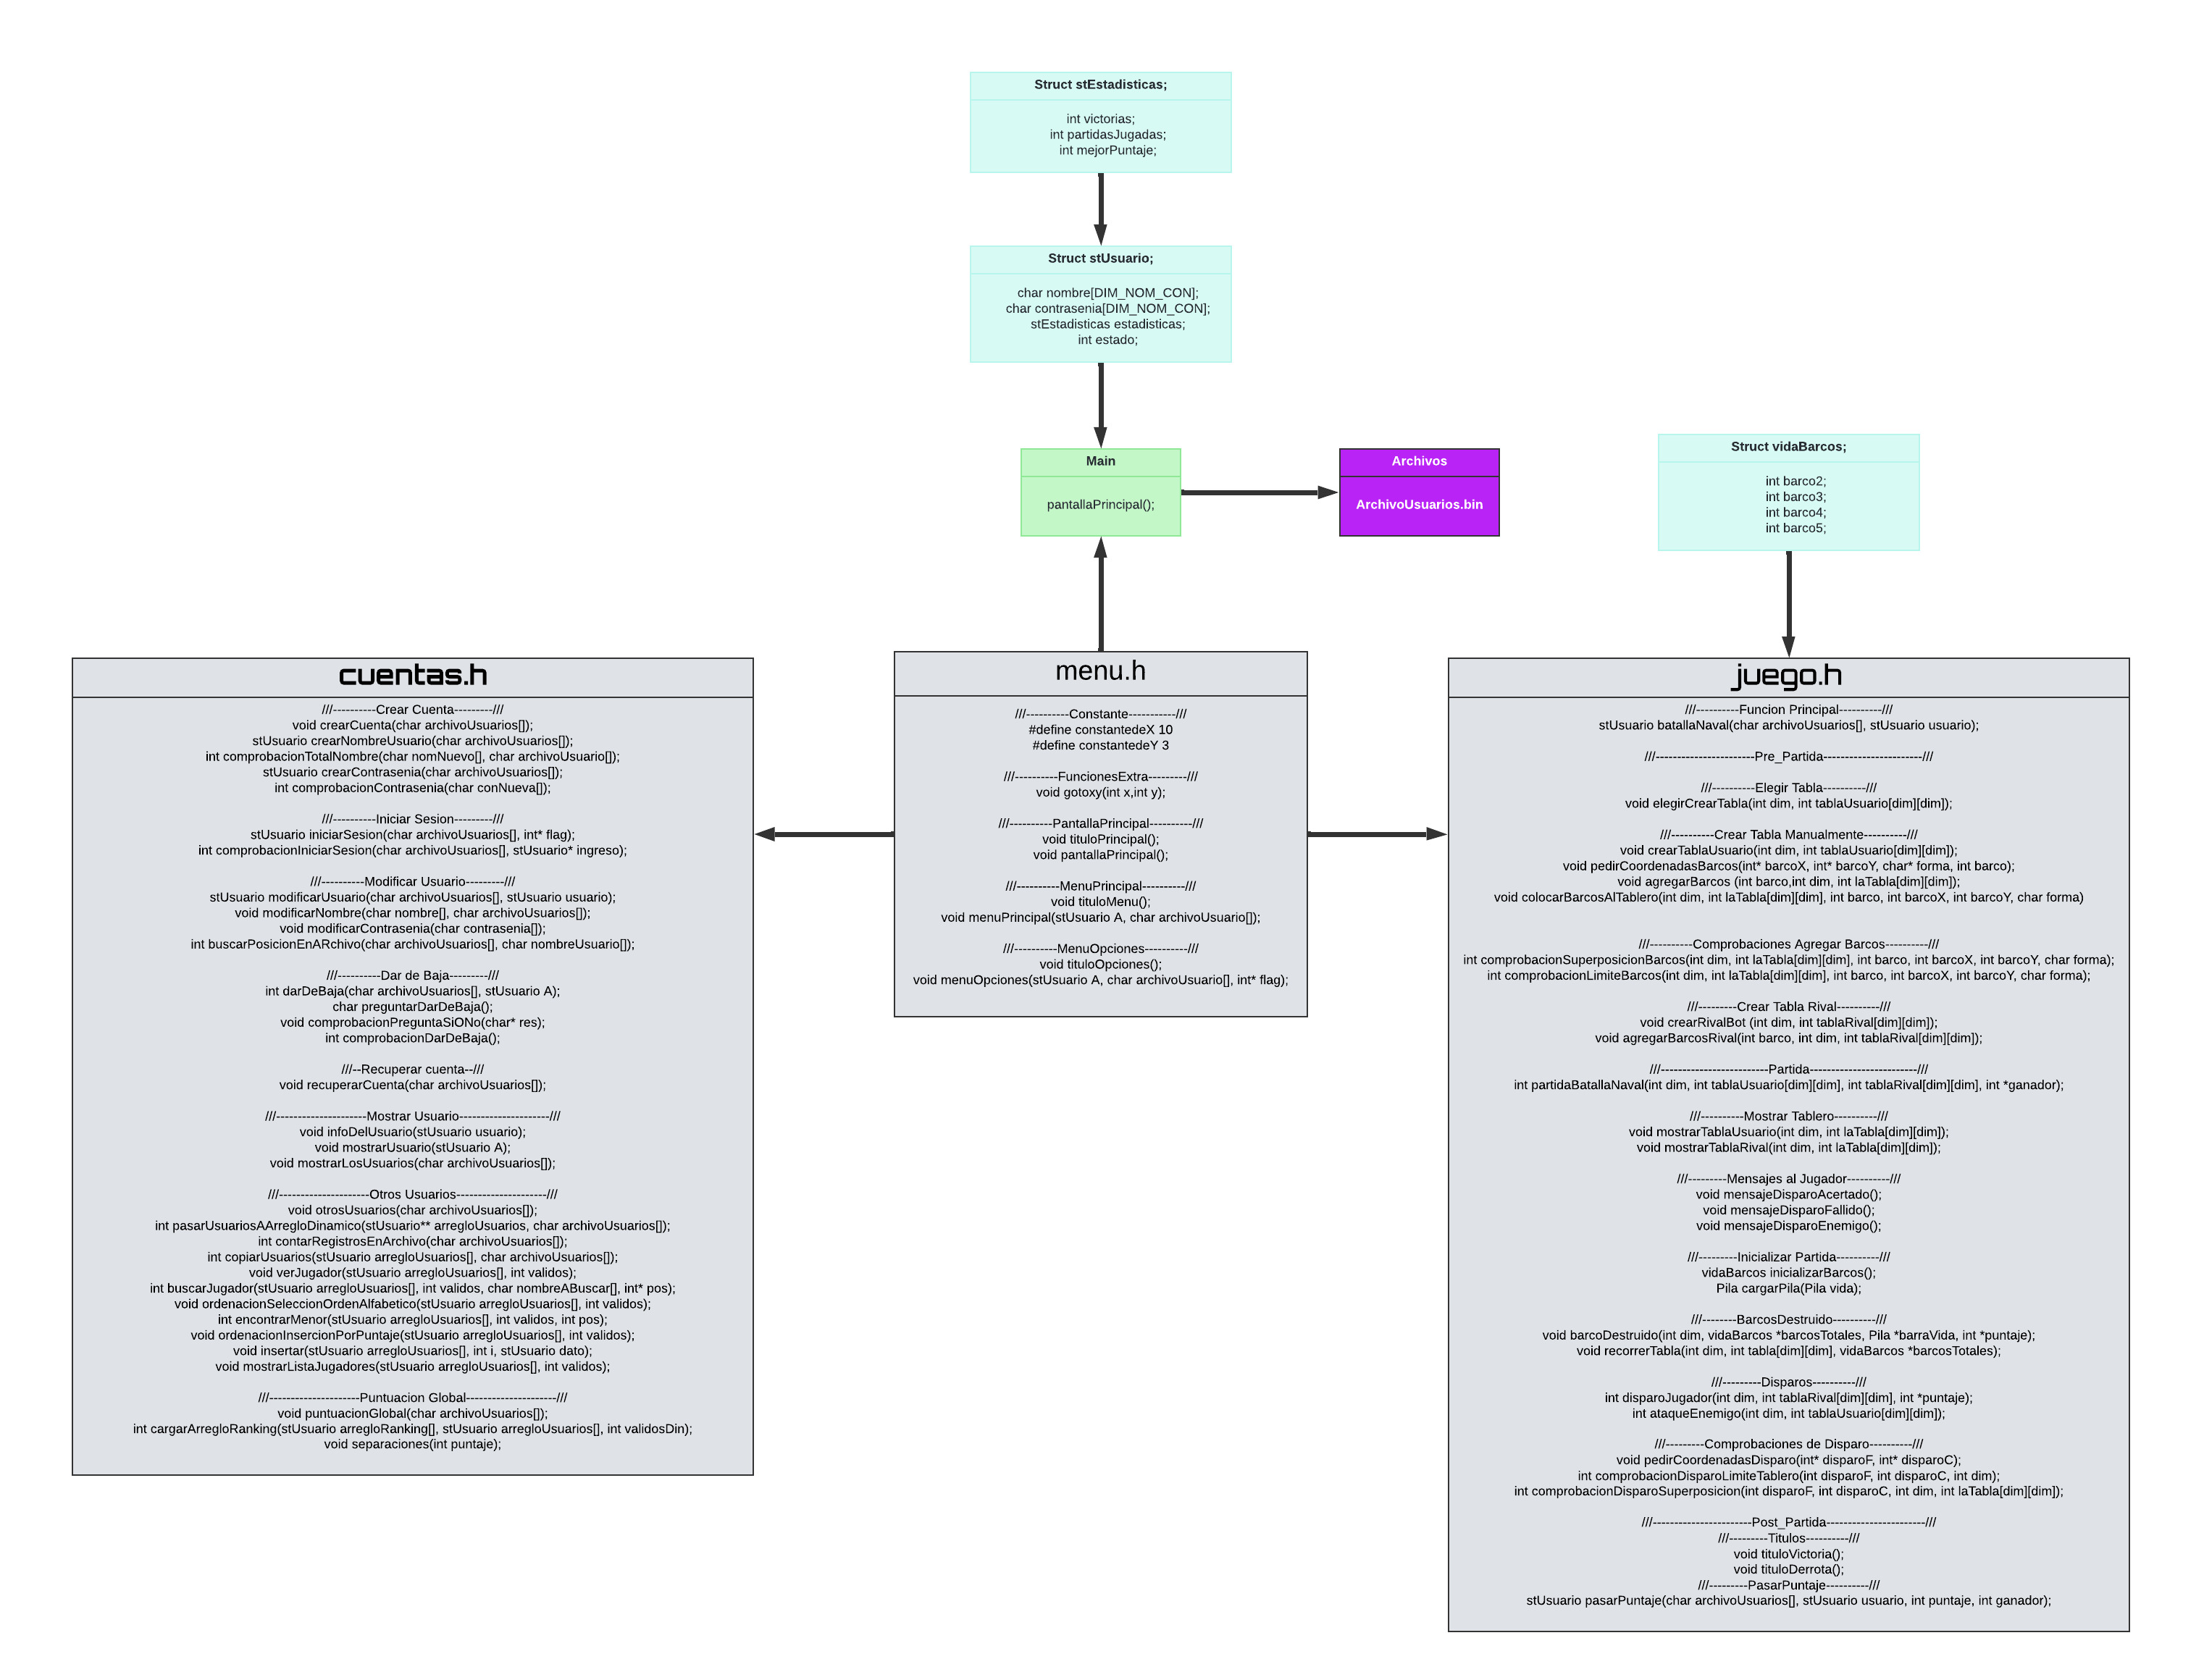 Struct stEstadisticas;
int victorias;
int partidasJugadas;
int mejorPuntaje;
Struct stUsuario;
char nombre[DIM_NOM_CON];
char contrasenia[DIM_NOM_CON];
stEstadisticas estadisticas;
int estado;
Main
pantallaPrincipal();
Archivos
ArchivoUsuarios.bin
Struct vidaBarcos;
int barco2;
int barco3;
int barco4;
int barco5;
cuentas.h
///----------Crear Cuenta---------///
void crearCuenta(char archivoUsuarios[]);
stUsuario crearNombreUsuario(char archivoUsuarios[]);
int comprobacionTotalNombre(char nomNuevo[], char archivoUsuario[]);
stUsuario crearContrasenia(char archivoUsuarios[]);
int comprobacionContrasenia(char conNueva[]);
///----------Iniciar Sesion---------///
stUsuario iniciarSesion(char archivoUsuarios[], int* flag);
int comprobacionIniciarSesion(char archivoUsuarios[], stUsuario* ingreso);
///----------Modificar Usuario---------///
stUsuario modificarUsuario(char archivoUsuarios[], stUsuario usuario);
void modificarNombre(char nombre[], char archivoUsuarios[]);
void modificarContrasenia(char contrasenia[]);
int buscarPosicionEnARchivo(char archivoUsuarios[], char nombreUsuario[]);
///----------Dar de Baja---------///
int darDeBaja(char archivoUsuarios[], stUsuario A);
char preguntarDarDeBaja();
void comprobacionPreguntaSiONo(char* res);
int comprobacionDarDeBaja();
///--Recuperar cuenta--///
void recuperarCuenta(char archivoUsuarios[]);
///---------------------Mostrar Usuario---------------------///
void infoDelUsuario(stUsuario usuario);
void mostrarUsuario(stUsuario A);
void mostrarLosUsuarios(char archivoUsuarios[]);
///---------------------Otros Usuarios---------------------///
void otrosUsuarios(char archivoUsuarios[]);
int pasarUsuariosAArregloDinamico(stUsuario** arregloUsuarios, char archivoUsuarios[]);
int contarRegistrosEnArchivo(char archivoUsuarios[]);
int copiarUsuarios(stUsuario arregloUsuarios[], char archivoUsuarios[]);
void verJugador(stUsuario arregloUsuarios[], int validos);
int buscarJugador(stUsuario arregloUsuarios[], int validos, char nombreABuscar[], int* pos);
void ordenacionSeleccionOrdenAlfabetico(stUsuario arregloUsuarios[], int validos);
int encontrarMenor(stUsuario arregloUsuarios[], int validos, int pos);
void ordenacionInsercionPorPuntaje(stUsuario arregloUsuarios[], int validos);
void insertar(stUsuario arregloUsuarios[], int i, stUsuario dato);
void mostrarListaJugadores(stUsuario arregloUsuarios[], int validos);
///---------------------Puntuacion Global---------------------///
void puntuacionGlobal(char archivoUsuarios[]);
int cargarArregloRanking(stUsuario arregloRanking[], stUsuario arregloUsuarios[], int validosDin);
void separaciones(int puntaje);
menu.h
///----------Constante-----------///
#define constantedeX 10
#define constantedeY 3
///----------FuncionesExtra---------///
void gotoxy(int x,int y);
///----------PantallaPrincipal----------///
void tituloPrincipal();
void pantallaPrincipal();
///----------MenuPrincipal----------///
void tituloMenu();
void menuPrincipal(stUsuario A, char archivoUsuario[]);
///----------MenuOpciones----------///
void tituloOpciones();
void menuOpciones(stUsuario A, char archivoUsuario[], int* flag);
juego.h
///----------Funcion Principal----------///
stUsuario batallaNaval(char archivoUsuarios[], stUsuario usuario);
///-----------------------Pre_Partida-----------------------///
///----------Elegir Tabla----------///
void elegirCrearTabla(int dim, int tablaUsuario[dim][dim]);
///----------Crear Tabla Manualmente----------///
void crearTablaUsuario(int dim, int tablaUsuario[dim][dim]);
void pedirCoordenadasBarcos(int* barcoX, int* barcoY, char* forma, int barco);
void agregarBarcos (int barco,int dim, int laTabla[dim][dim]);
void colocarBarcosAlTablero(int dim, int laTabla[dim][dim], int barco, int barcoX, int barcoY, char forma)
///----------Comprobaciones Agregar Barcos----------///
int comprobacionSuperposicionBarcos(int dim, int laTabla[dim][dim], int barco, int barcoX, int barcoY, char forma);
int comprobacionLimiteBarcos(int dim, int laTabla[dim][dim], int barco, int barcoX, int barcoY, char forma);
///---------Crear Tabla Rival----------///
void crearRivalBot (int dim, int tablaRival[dim][dim]);
void agregarBarcosRival(int barco, int dim, int tablaRival[dim][dim]);
///-------------------------Partida-------------------------///
int partidaBatallaNaval(int dim, int tablaUsuario[dim][dim], int tablaRival[dim][dim], int *ganador);
///----------Mostrar Tablero----------///
void mostrarTablaUsuario(int dim, int laTabla[dim][dim]);
void mostrarTablaRival(int dim, int laTabla[dim][dim]);
///---------Mensajes al Jugador----------///
void mensajeDisparoAcertado();
void mensajeDisparoFallido();
void mensajeDisparoEnemigo();
///---------Inicializar Partida----------///
vidaBarcos inicializarBarcos();
Pila cargarPila(Pila vida);
///--------BarcosDestruido----------///
void barcoDestruido(int dim, vidaBarcos *barcosTotales, Pila *barraVida, int *puntaje);
void recorrerTabla(int dim, int tabla[dim][dim], vidaBarcos *barcosTotales);
///---------Disparos----------///
int disparoJugador(int dim, int tablaRival[dim][dim], int *puntaje);
int ataqueEnemigo(int dim, int tablaUsuario[dim][dim]);
///---------Comprobaciones de Disparo----------///
void pedirCoordenadasDisparo(int* disparoF, int* disparoC);
int comprobacionDisparoLimiteTablero(int disparoF, int disparoC, int dim);
int comprobacionDisparoSuperposicion(int disparoF, int disparoC, int dim, int laTabla[dim][dim]);
///-----------------------Post_Partida-----------------------///
///---------Titulos----------///
void tituloVictoria();
void tituloDerrota();
///---------PasarPuntaje----------///
stUsuario pasarPuntaje(char archivoUsuarios[], stUsuario usuario, int puntaje, int ganador);